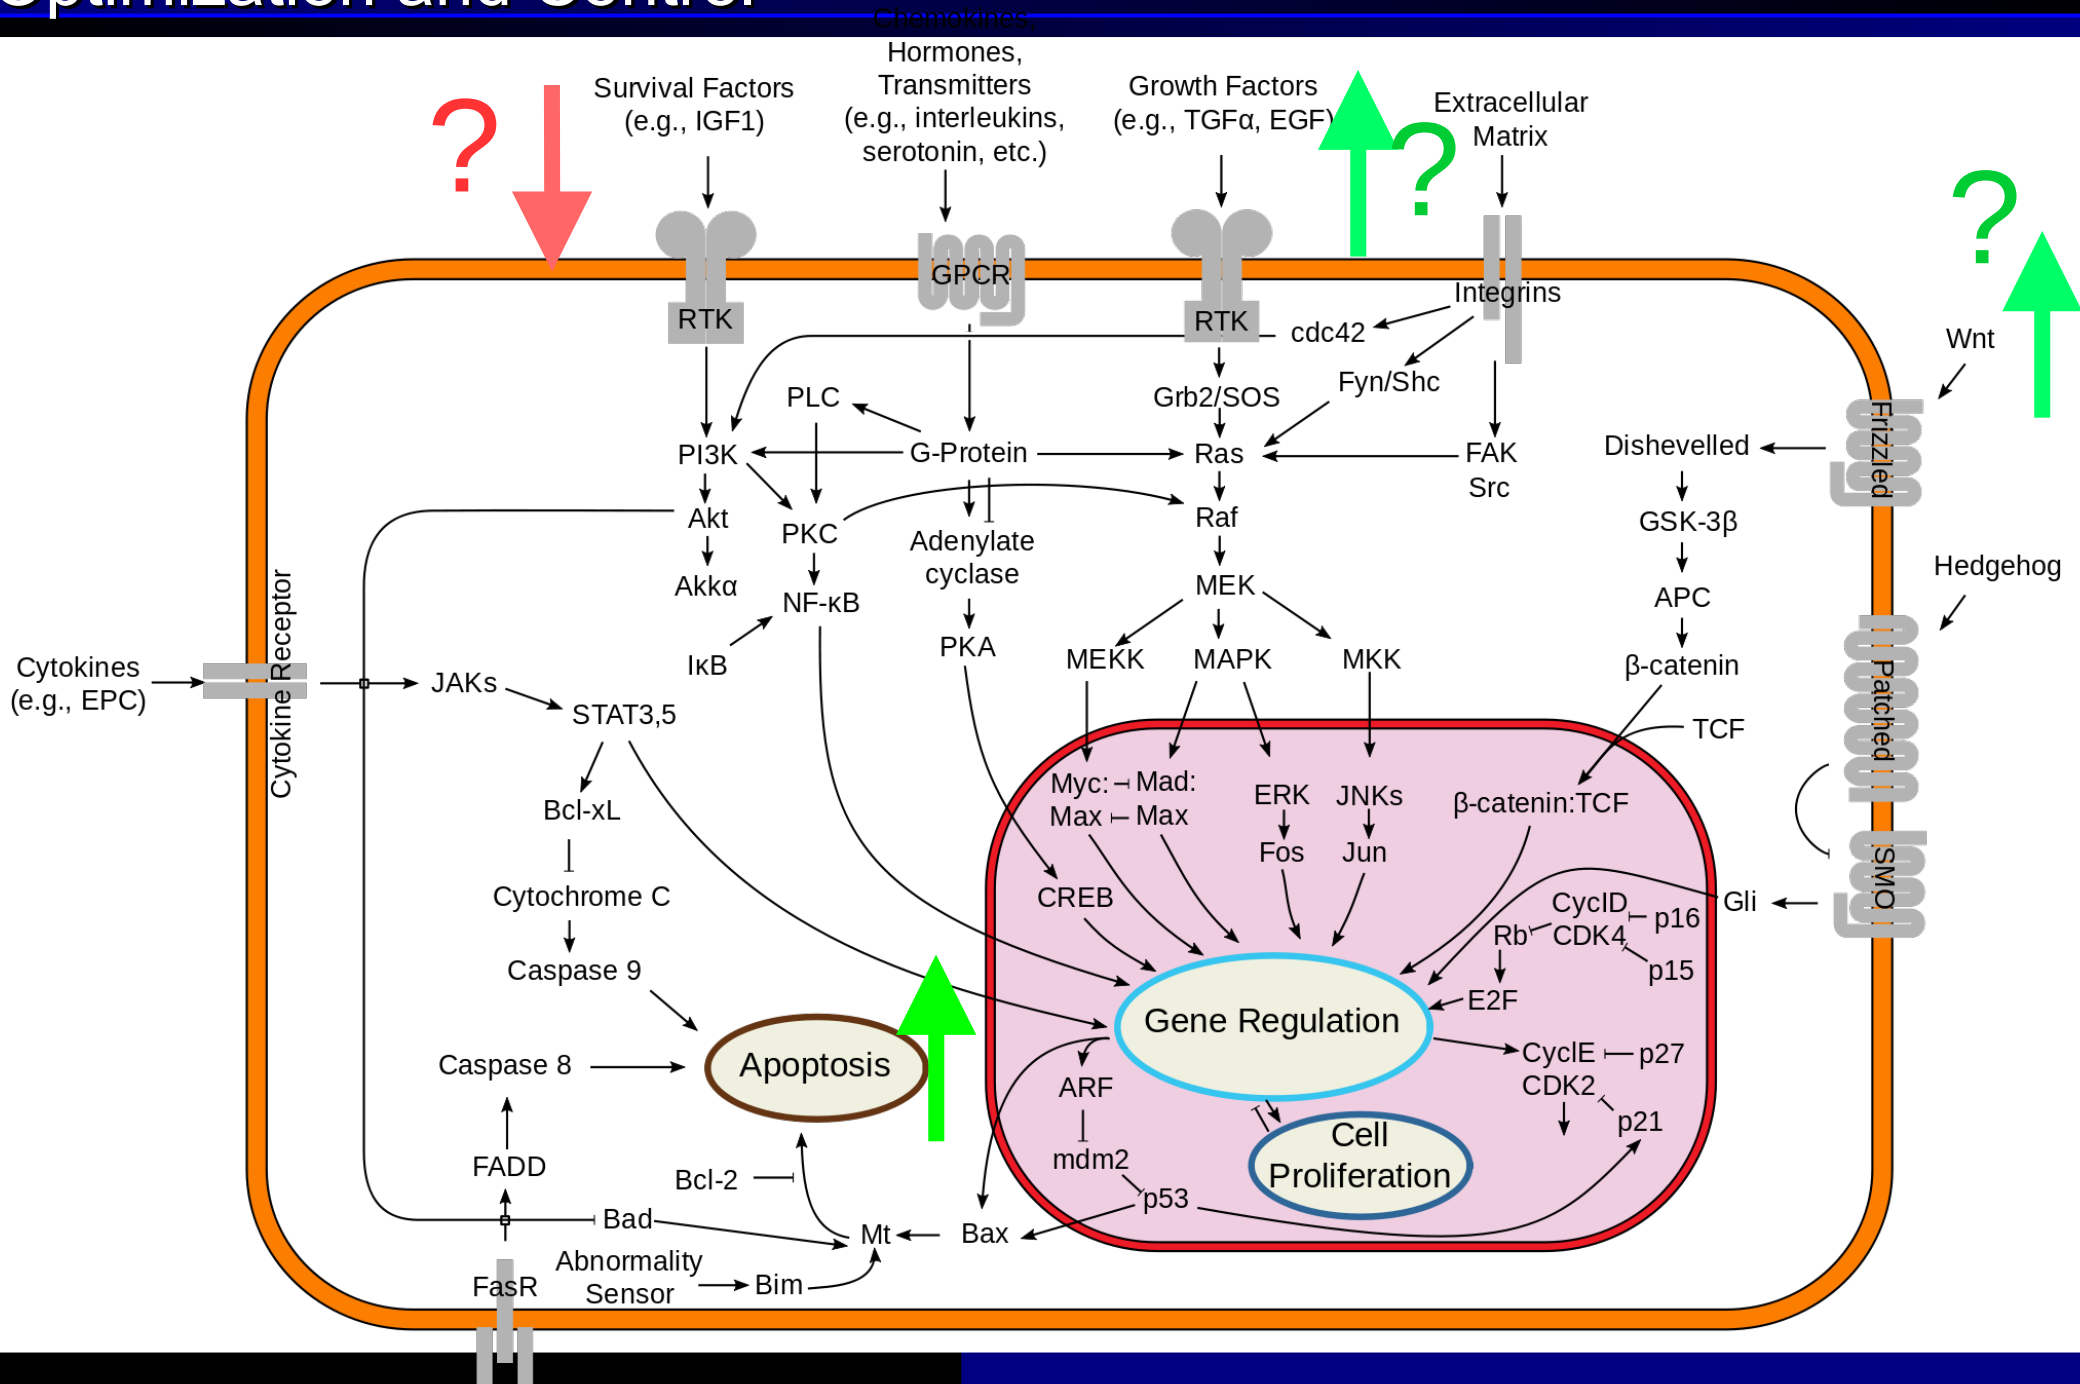 Optimization and Control
Chemokines,
Hormones,
Transmitters
(e.g., interleukins,
serotonin, etc.)
Survival Factors
(e.g., IGF1)
Growth Factors
(e.g., TGFα, EGF)
Extracellular
Matrix
?
?
?
RTK
GPCR
RTK
Integrins
cdc42
Wnt
Fyn/Shc
PLC
Grb2/SOS
Frizzled
PI3K
G-Protein
Ras
FAK
Src
Dishevelled
Akt
PKC
Raf
GSK-3β
Adenylate
cyclase
Akkα
NF-κB
MEK
APC
Hedgehog
IκB
PKA
MEKK
MAPK
MKK
β-catenin
Cytokines
(e.g., EPC)
Cytokine Receptor
JAKs
STAT3,5
TCF
Patched
Myc:
Max
Mad:
Max
ERK
JNKs
β-catenin:TCF
Bcl-xL
Fos
Jun
SMO
Cytochrome C
CREB
CycID
CDK4
p16
Gli
Rb
p15
Caspase 9
E2F
Gene Regulation
Apoptosis
Caspase 8
ARF
CyclE
CDK2
p27
p21
Cell
Proliferation
FADD
Bcl-2
mdm2
p53
Bad
Mt
Bax
Abnormality
Sensor
Bim
FasR